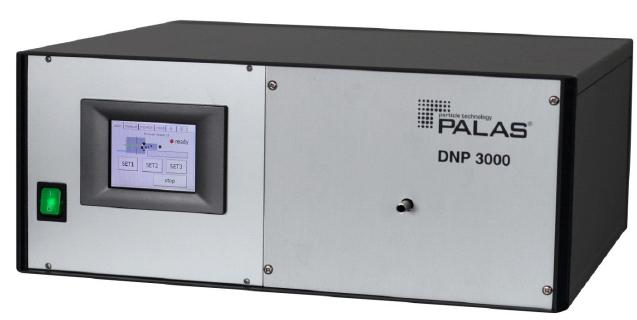 particle technology
PALAS®
DNP 3000
ready
SET1 SET2 SET3
stop